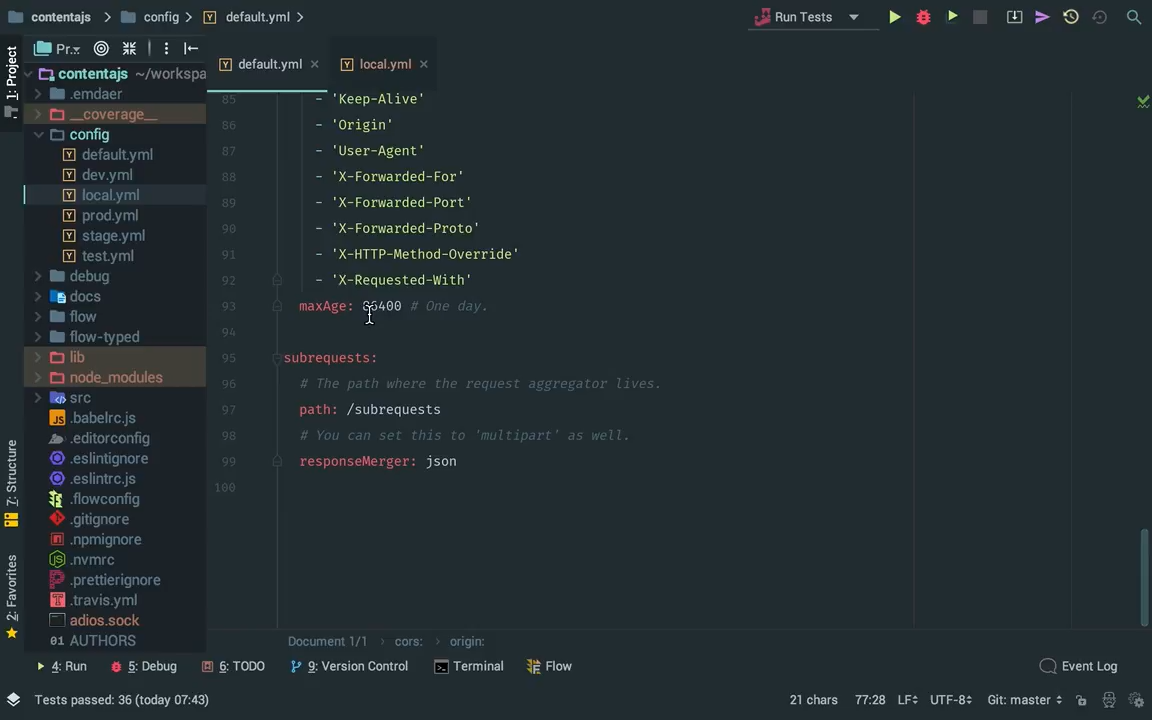 contentajs
config
default.yml
Run Tests
1: Project
Pr...
default.yml
local.yml
contentajs ~/workspa
.emdaer
__coverage__
config
default.yml
dev.yml
local.yml
prod.yml
stage.yml
test.yml
debug
docs
flow
flow-typed
lib
node_modules
src
.babelrc.js
.editorconfig
.eslintignore
.eslintrc.js
.flowconfig
.gitignore
.npmignore
.nvmrc
.prettierignore
.travis.yml
adios.sock
AUTHORS
7: Structure
2: Favorites
85 - 'Keep-Alive'
86 - 'Origin'
87 - 'User-Agent'
88 - 'X-Forwarded-For'
89 - 'X-Forwarded-Port'
90 - 'X-Forwarded-Proto'
91 - 'X-HTTP-Method-Override'
92 - 'X-Requested-With'
93 maxAge: 86400 # One day.
94
95 subrequests:
96 # The path where the request aggregator lives.
97 path: /subrequests
98 # You can set this to 'multipart' as well.
99 responseMerger: json
100
Document 1/1 cors: origin:
4: Run 5: Debug 6: TODO 9: Version Control Terminal Flow Event Log
Tests passed: 36 (today 07:43) 21 chars 77:28 LF UTF-8 Git: master